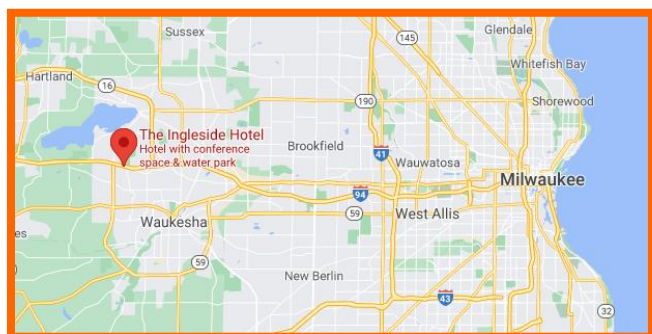 Sussex
Glendale
145
Whitefish Bay
Hartland
16
190
Shorewood
The Ingleside Hotel
Hotel with conference
space & water park
Brookfield
41
Wauwatosa
Milwaukee
94
59
West Allis
Waukesha
es
59
New Berlin
43
32